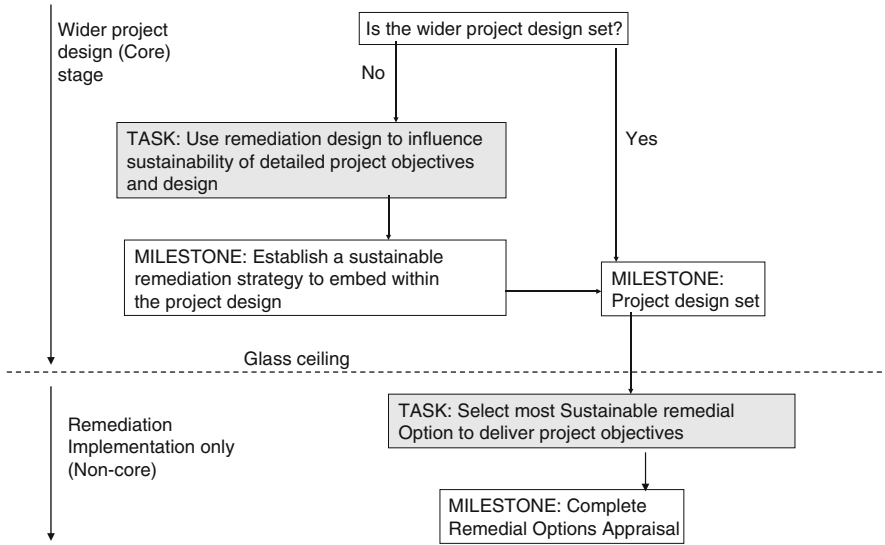 Wider project
design (Core)
stage
Is the wider project design set?
No
Yes
TASK: Use remediation design to influence
sustainability of detailed project objectives
and design
MILESTONE: Establish a sustainable
remediation strategy to embed within
the project design
MILESTONE:
Project design set
Glass ceiling
Remediation
Implementation only
(Non-core)
TASK: Select most Sustainable remedial
Option to deliver project objectives
MILESTONE: Complete
Remedial Options Appraisal